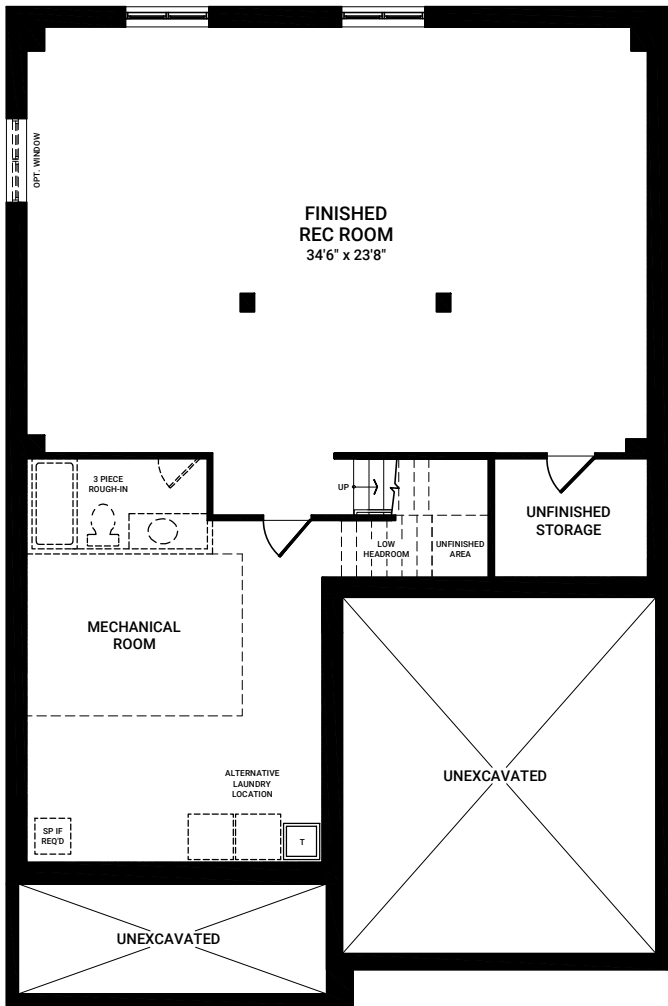 OPT. WINDOW
FINISHED
REC ROOM
34'6" x 23'8"
3 PIECE
ROUGH-IN
UP
LOW
HEADROOM
UNFINISHED
AREA
UNFINISHED
STORAGE
MECHANICAL
ROOM
ALTERNATIVE
LAUNDRY
LOCATION
UNEXCAVATED
SP IF
REQ'D
T
UNEXCAVATED